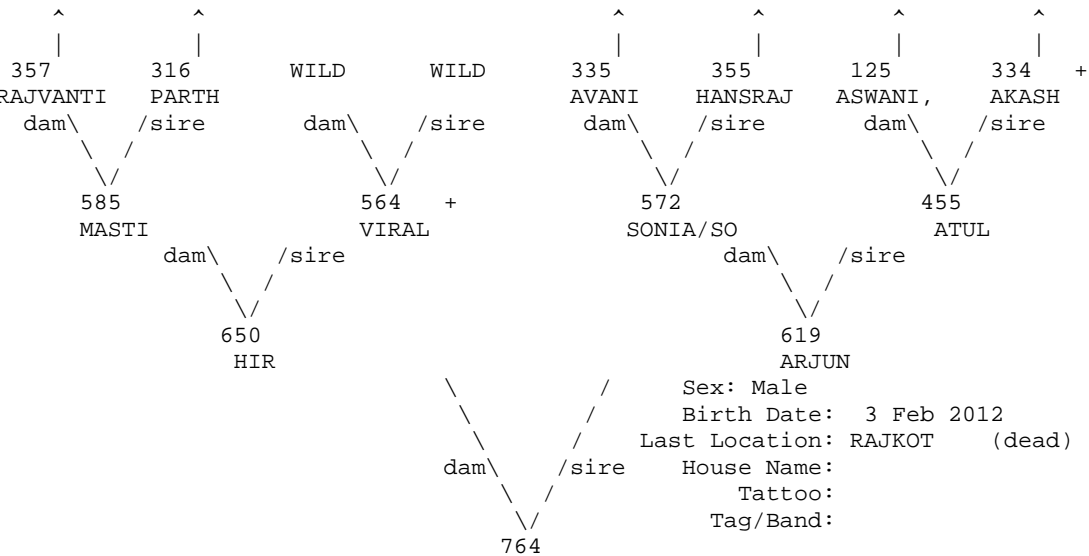 ^ ^ ^ ^ ^ ^
| | | | | |
357 316 WILD WILD 335 355 125 334 +
RAJVANTI PARTH AVANI HANSRAJ ASWANI, AKASH
dam\ /sire dam\ /sire dam\ /sire dam\ /sire
\ / \ / \ / \ /
\/ \/ \/ \/
585 564 + 572 455
MASTI VIRAL SONIA/SO ATUL
dam\ /sire dam\ /sire
\ / \ /
\/ \/
650 619
HIR ARJUN
\ / Sex: Male
\ / Birth Date: 3 Feb 2012
\ / Last Location: RAJKOT (dead)
dam\ /sire House Name:
\ / Tattoo:
\/ Tag/Band:
764